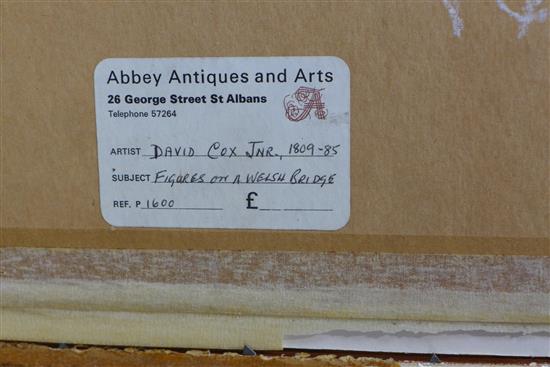 Abbey Antiques and Arts
26 George Street St Albans
Telephone 57264
ARTIST DAVID COX JNR., 1809-85
SUBJECT FIGURES ON A WELSH BRIDGE
REF. P 1600 £